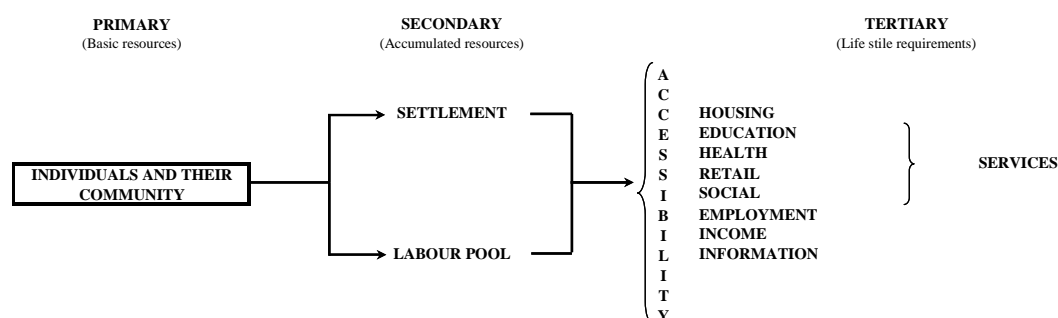 PRIMARY
(Basic resources)
SECONDARY
(Accumulated resources)
TERTIARY
(Life stile requirements)
INDIVIDUALS AND THEIR
COMMUNITY
SETTLEMENT
LABOUR POOL
A
C
C
E
S
S
I
B
I
L
I
T
Y
HOUSING
EDUCATION
HEALTH
RETAIL
SOCIAL
EMPLOYMENT
INCOME
INFORMATION
SERVICES